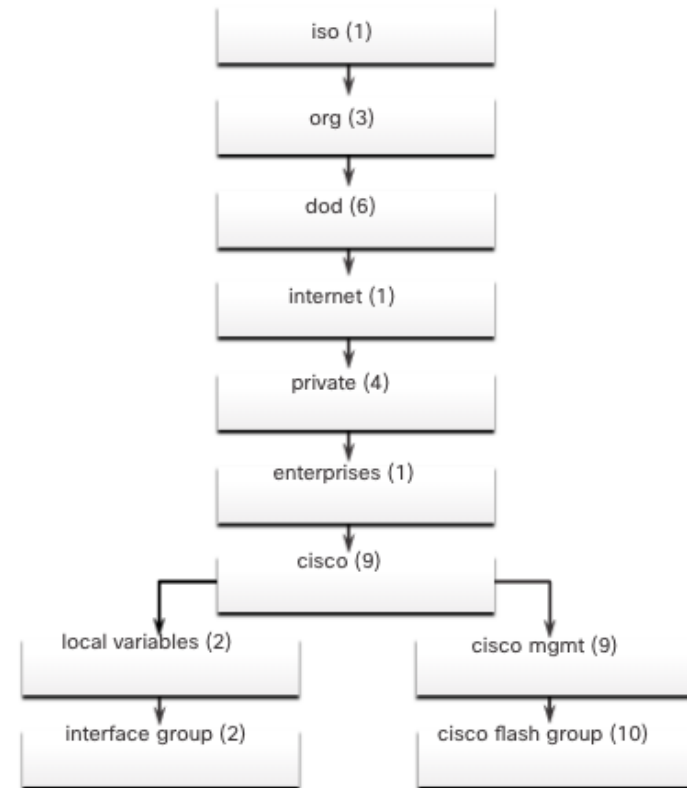 iso (1)
org (3)
dod (6)
internet (1)
private (4)
enterprises (1)
cisco (9)
local variables (2)
cisco mgmt (9)
interface group (2)
cisco flash group (10)